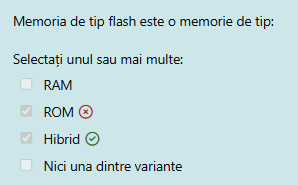 Memoria de tip flash este o memorie de tip:
Selectați unul sau mai multe:
RAM
ROM
Hibrid
Nici una dintre variante